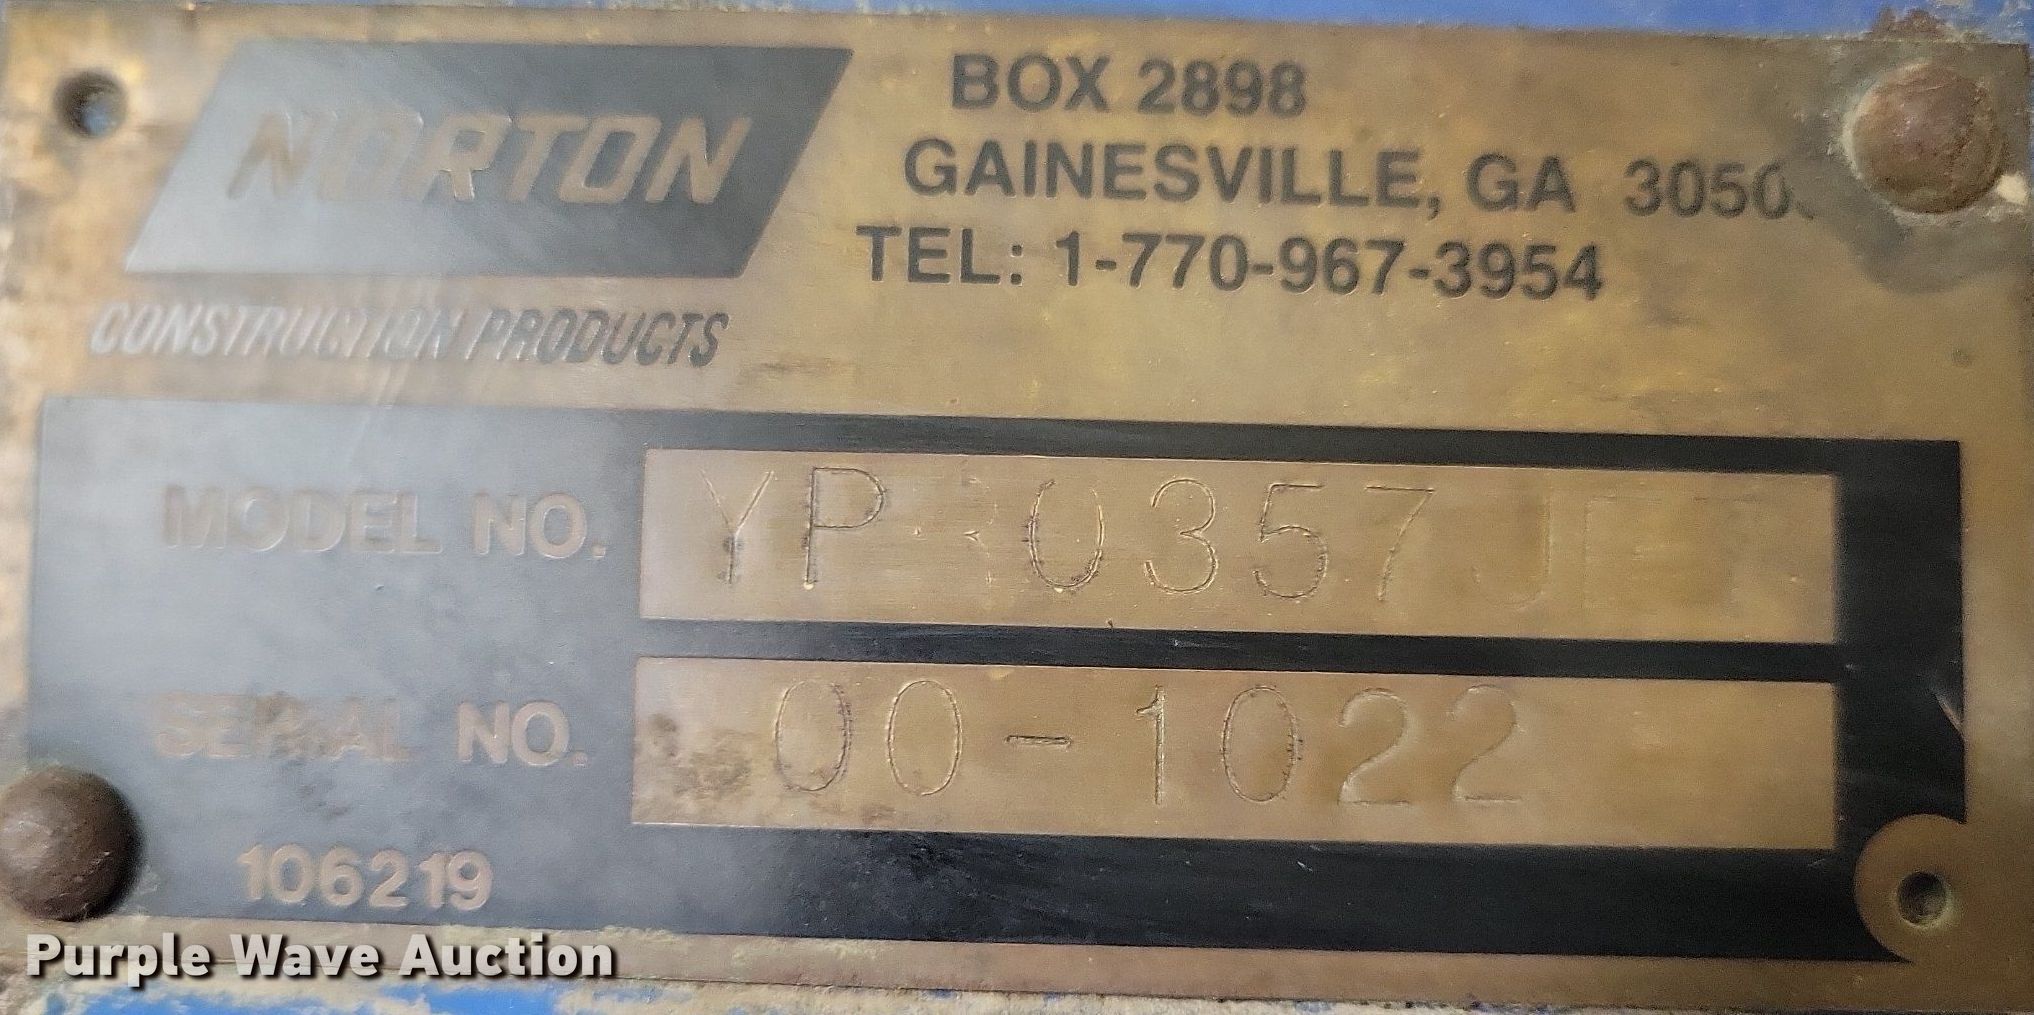 NORTON
CONSTRUCTION PRODUCTS
BOX 2898
GAINESVILLE, GA
TEL: 1-770-967-3954
MODEL NO.
SERIAL NO. 00-1022
106219
Purple Wave Auction